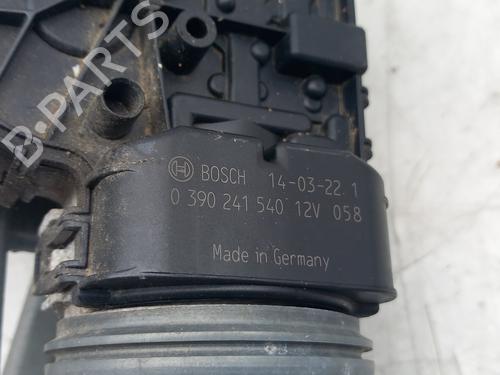 B-PARTS
BOSCH 14-03-22 1
0 390 241 540 12V 058
Made in Germany